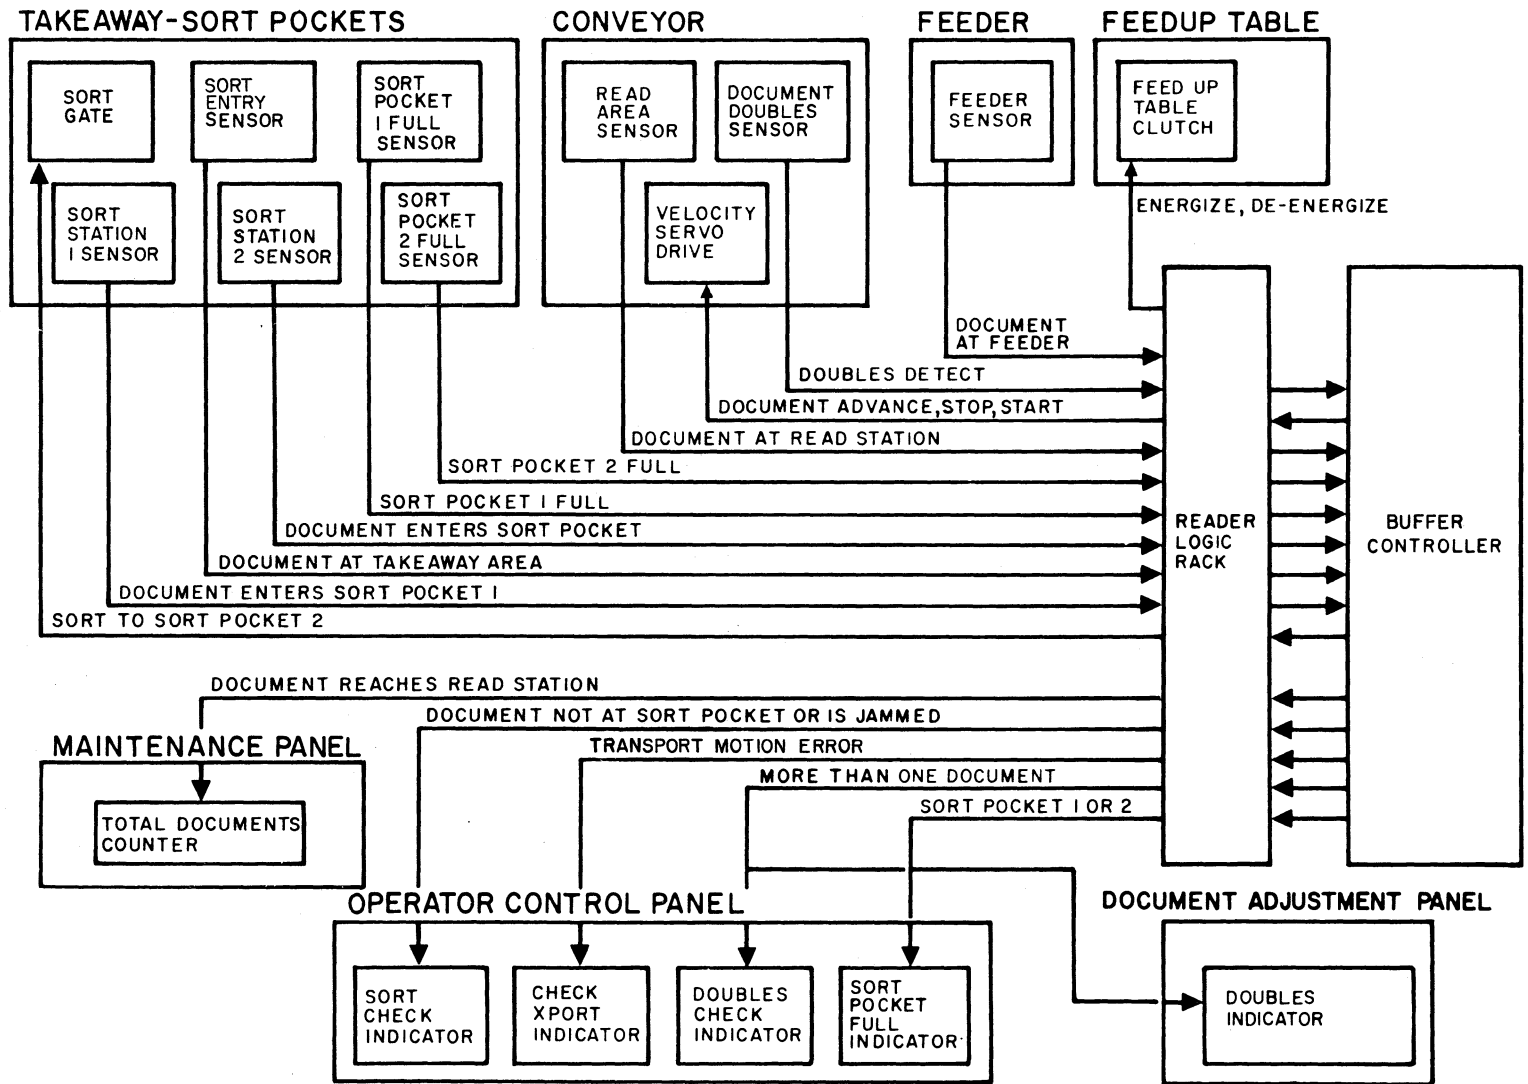 TAKEAWAY-SORT POCKETS
CONVEYOR
FEEDER
FEEDUP TABLE
SORT
GATE
SORT
ENTRY
SENSOR
SORT
POCKET
1 FULL
SENSOR
READ
AREA
SENSOR
DOCUMENT
DOUBLES
SENSOR
FEEDER
SENSOR
FEED UP
TABLE
CLUTCH
SORT
STATION
1 SENSOR
SORT
STATION
2 SENSOR
SORT
POCKET
2 FULL
SENSOR
VELOCITY
SERVO
DRIVE
ENERGIZE, DE-ENERGIZE
DOCUMENT
AT FEEDER
DOUBLES DETECT
DOCUMENT ADVANCE, STOP, START
DOCUMENT AT READ STATION
SORT POCKET 2 FULL
SORT POCKET 1 FULL
DOCUMENT ENTERS SORT POCKET
DOCUMENT AT TAKEAWAY AREA
DOCUMENT ENTERS SORT POCKET 1
SORT TO SORT POCKET 2
READER
LOGIC
RACK
BUFFER
CONTROLLER
DOCUMENT REACHES READ STATION
DOCUMENT NOT AT SORT POCKET OR IS JAMMED
TRANSPORT MOTION ERROR
MORE THAN ONE DOCUMENT
SORT POCKET 1 OR 2
MAINTENANCE PANEL
TOTAL DOCUMENTS
COUNTER
OPERATOR CONTROL PANEL
SORT
CHECK
INDICATOR
CHECK
XPORT
INDICATOR
DOUBLES
CHECK
INDICATOR
SORT
POCKET
FULL
INDICATOR
DOCUMENT ADJUSTMENT PANEL
DOUBLES
INDICATOR